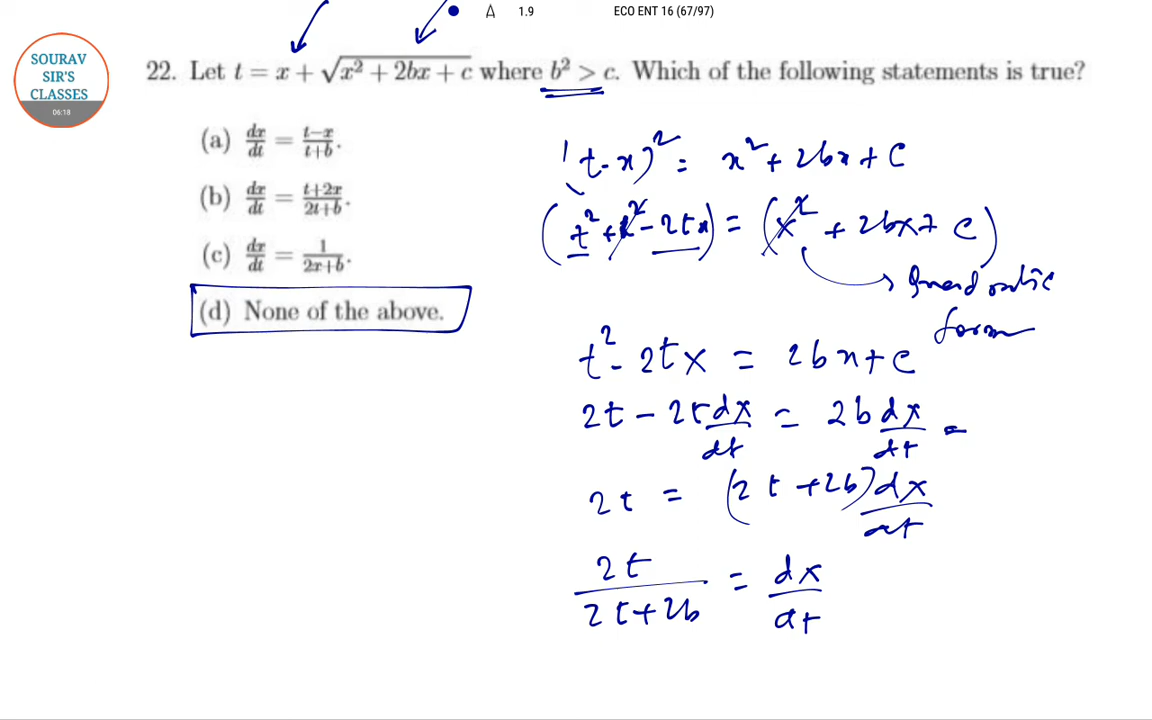 1.9 ECO ENT 16 (67/97)
SOURAV
SIR'S
CLASSES
06:18
22. Let t = x + √x² + 2bx + c where b² > c. Which of the following statements is true?
(a) dx/dt = t−x/t+b.
(b) dx/dt = t+2x/2t+b.
(c) dx/dt = 1/2x+b.
(d) None of the above.
(t-x)² = x² + 2bx + c
(t² + x² - 2tx) = (x² + 2bx + c)
quadratic
form
t² - 2tx = 2bx + c
2t - 2t dx/dt = 2b dx/dt -
2t = (2t + 2b) dx/dt
2t/2t+2b = dx/dt